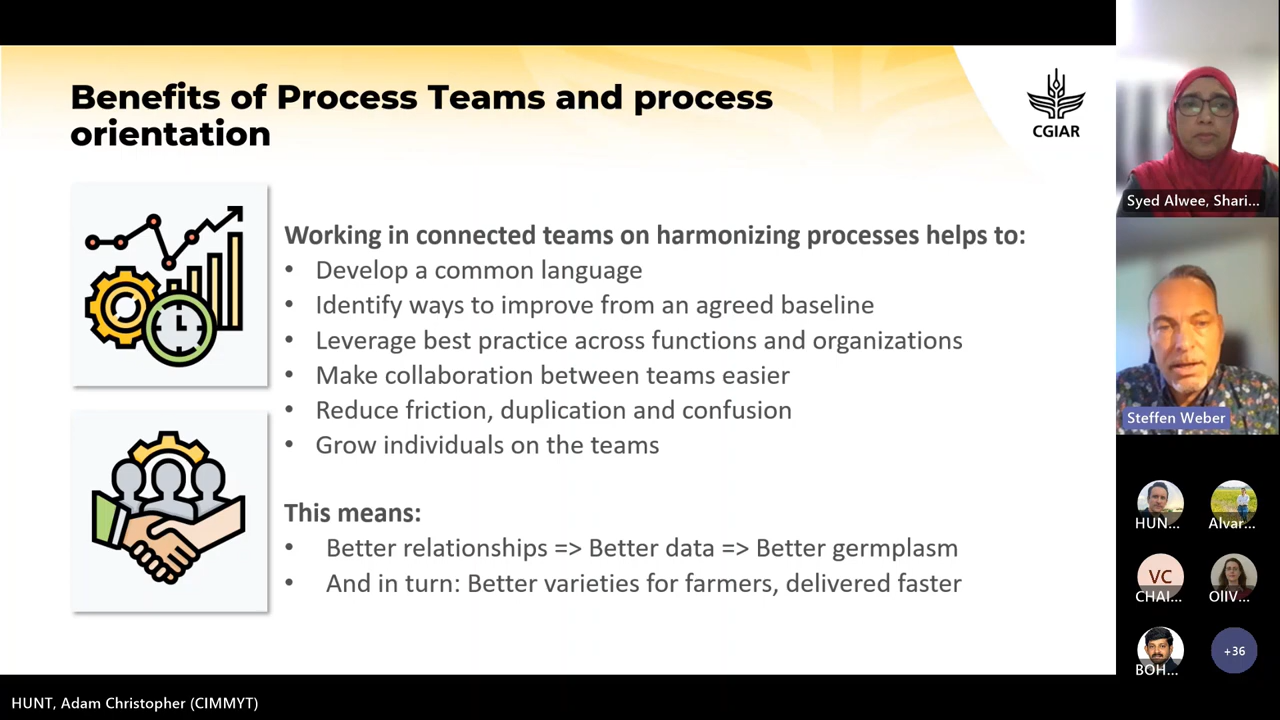 Benefits of Process Teams and process
orientation
CGIAR
Working in connected teams on harmonizing processes helps to:
• Develop a common language
• Identify ways to improve from an agreed baseline
• Leverage best practice across functions and organizations
• Make collaboration between teams easier
• Reduce friction, duplication and confusion
• Grow individuals on the teams
This means:
• Better relationships => Better data => Better germplasm
• And in turn: Better varieties for farmers, delivered faster
Syed Alwee, Shari...
Steffen Weber
HUN...
Alvar...
VC
CHAI...
OlIV...
BOH...
+36
HUNT, Adam Christopher (CIMMYT)